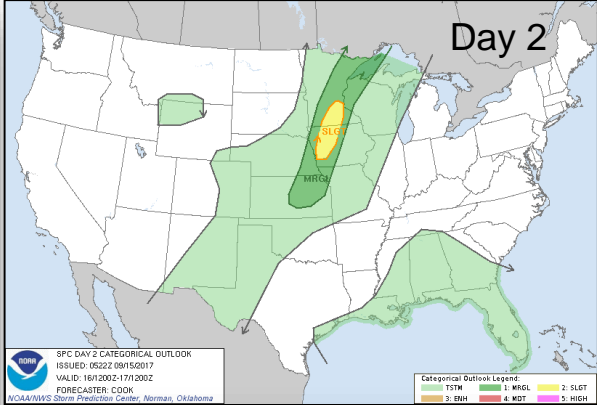 Day 2
SLGT
MRGL
SPC DAY 2 CATEGORICAL OUTLOOK
ISSUED: 0522Z 09/15/2017
VALID: 16/1200Z-17/1200Z
FORECASTER: COOK
NOAA/NWS Storm Prediction Center, Norman, Oklahoma
NOAA
Categorical Outlook Legend:
TSTM 1: MRGL 2: SLGT
3: ENH 4: MDT 5: HIGH